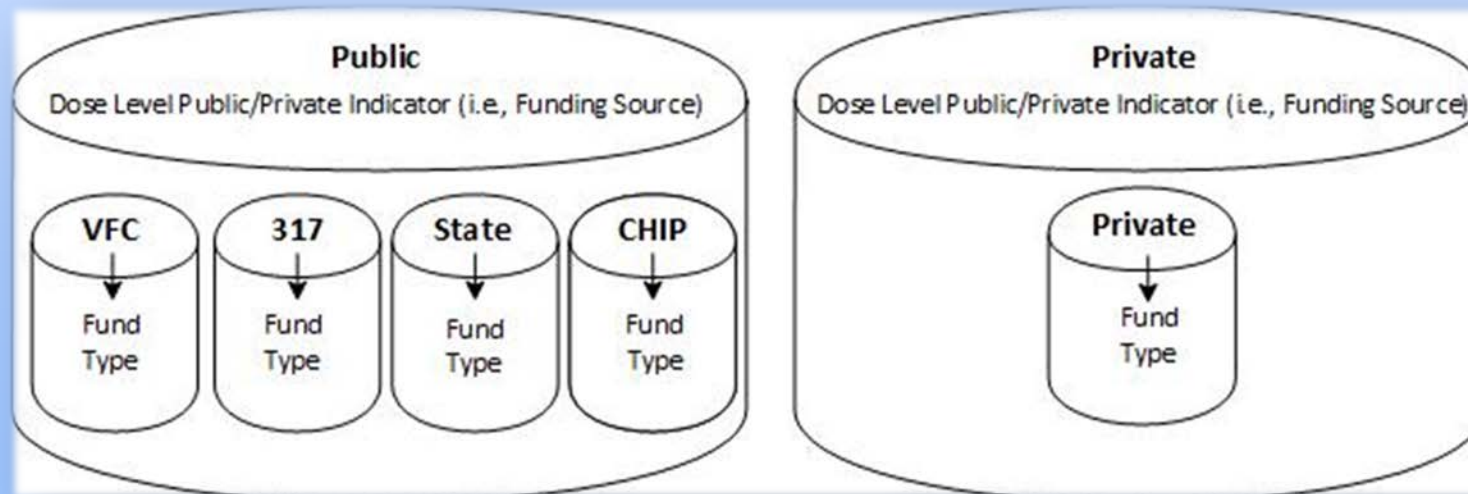 Public
Dose Level Public/Private Indicator (i.e., Funding Source)
VFC
Fund
Type
317
Fund
Type
State
Fund
Type
CHIP
Fund
Type
Private
Dose Level Public/Private Indicator (i.e., Funding Source)
Private
Fund
Type